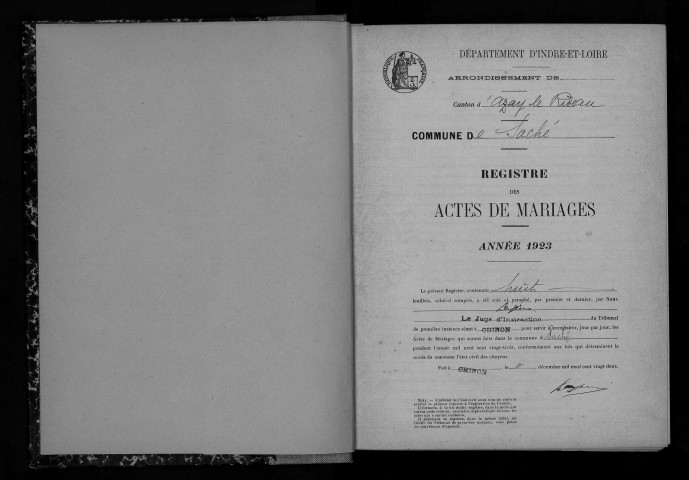 DÉPARTEMENT D'INDRE-ET-LOIRE
ARRONDISSEMENT DE
Canton d'Azay le Rideau
COMMUNE De Saché
REGISTRE
DES
ACTES DE MARIAGES
ANNÉE 1923
Le présent Registre, contenant huit
feuillets, celui-ci compris, a été coté et paraphé, par premier et dernier, par Nous
Le Juge d'Instruction du Tribunal
de première instance séant à CHINON pour servir à enregistrer, jour par jour, les
Actes de Mariages qui seront faits dans la commune de Saché
pendant l'année mil neuf cent vingt-trois, conformément aux lois qui déterminent le
mode de constater l'état civil des citoyens.
Fait à CHINON décembre mil neuf cent vingt deux.